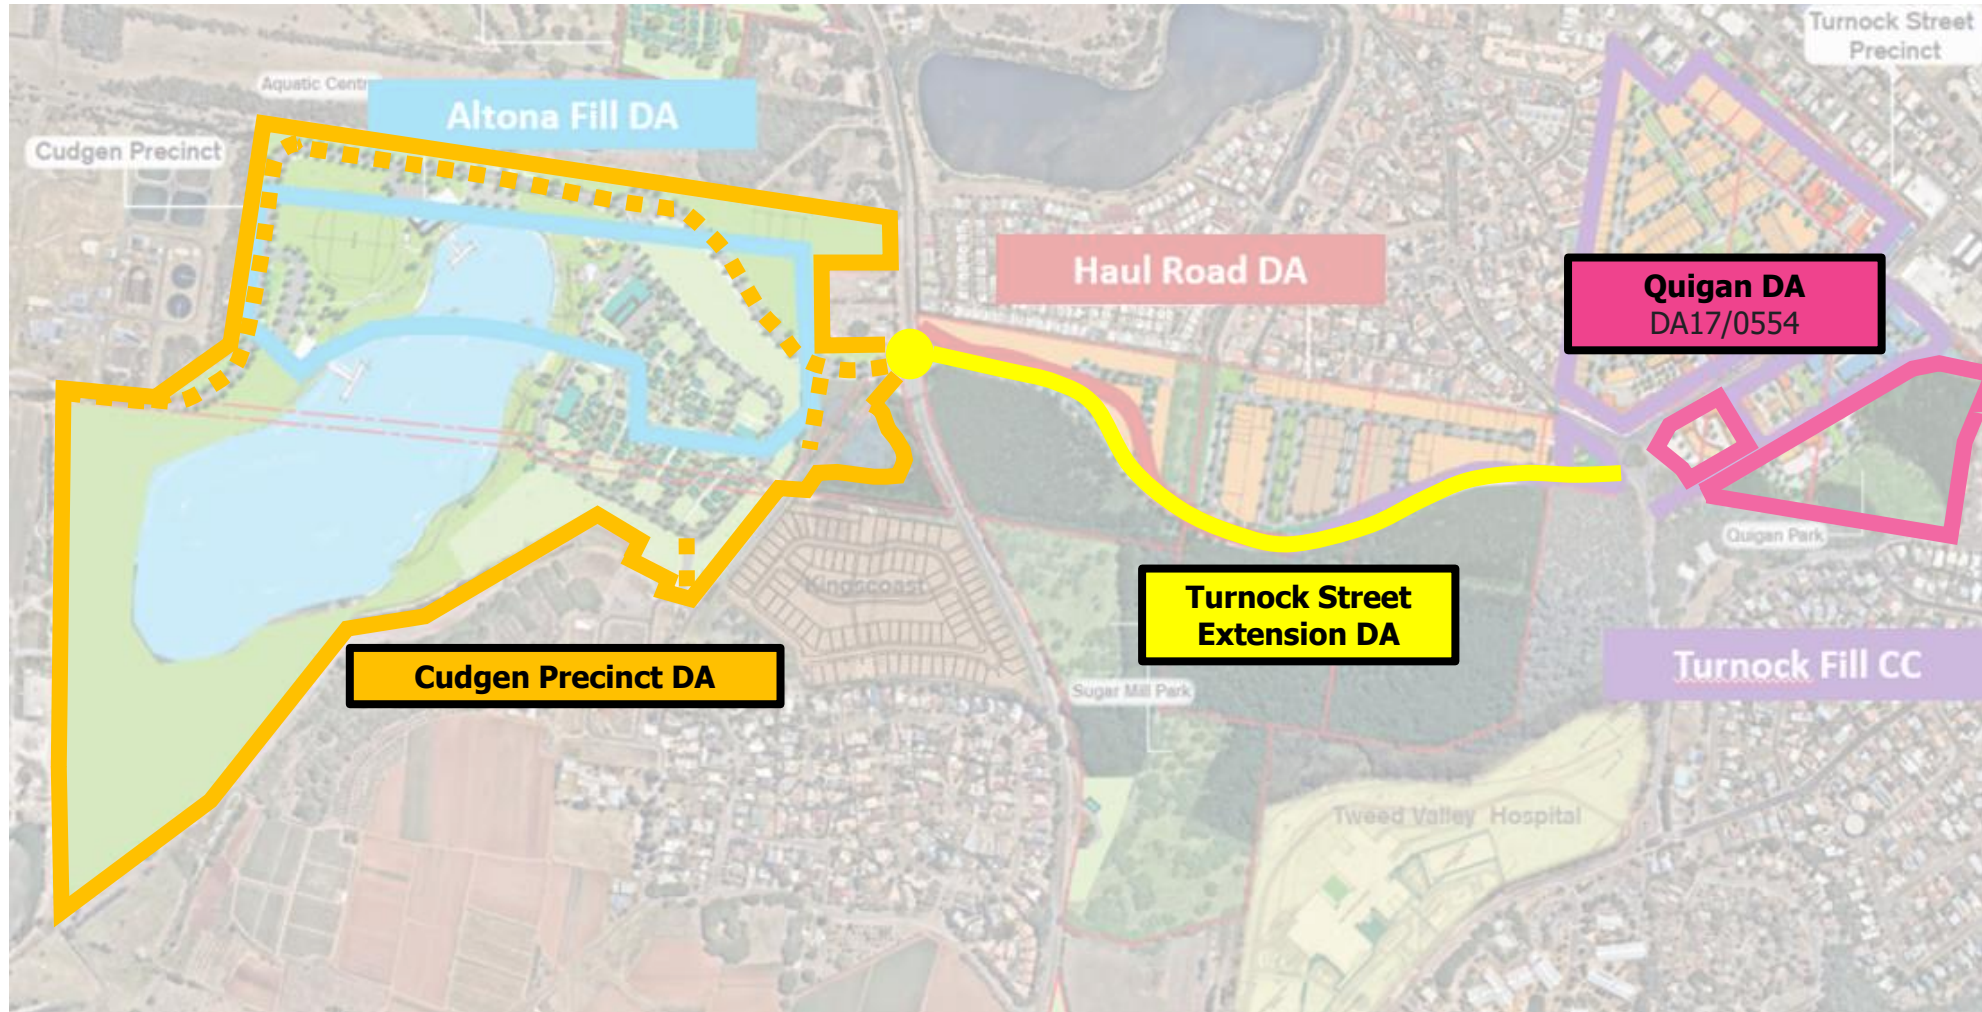 Turnock Street
Precinct
Aquatic Centr
Altona Fill DA
Cudgen Precinct
Haul Road DA
Quigan DA
DA17/0554
Quigan Park
Kingscoast
Turnock Street
Extension DA
Cudgen Precinct DA
Turnock Fill CC
Sugar Mill Park
Tweed Valley Hospital